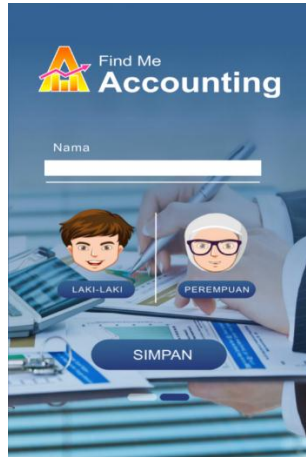 Find Me
Accounting
Nama
LAKI-LAKI
PEREMPUAN
SIMPAN